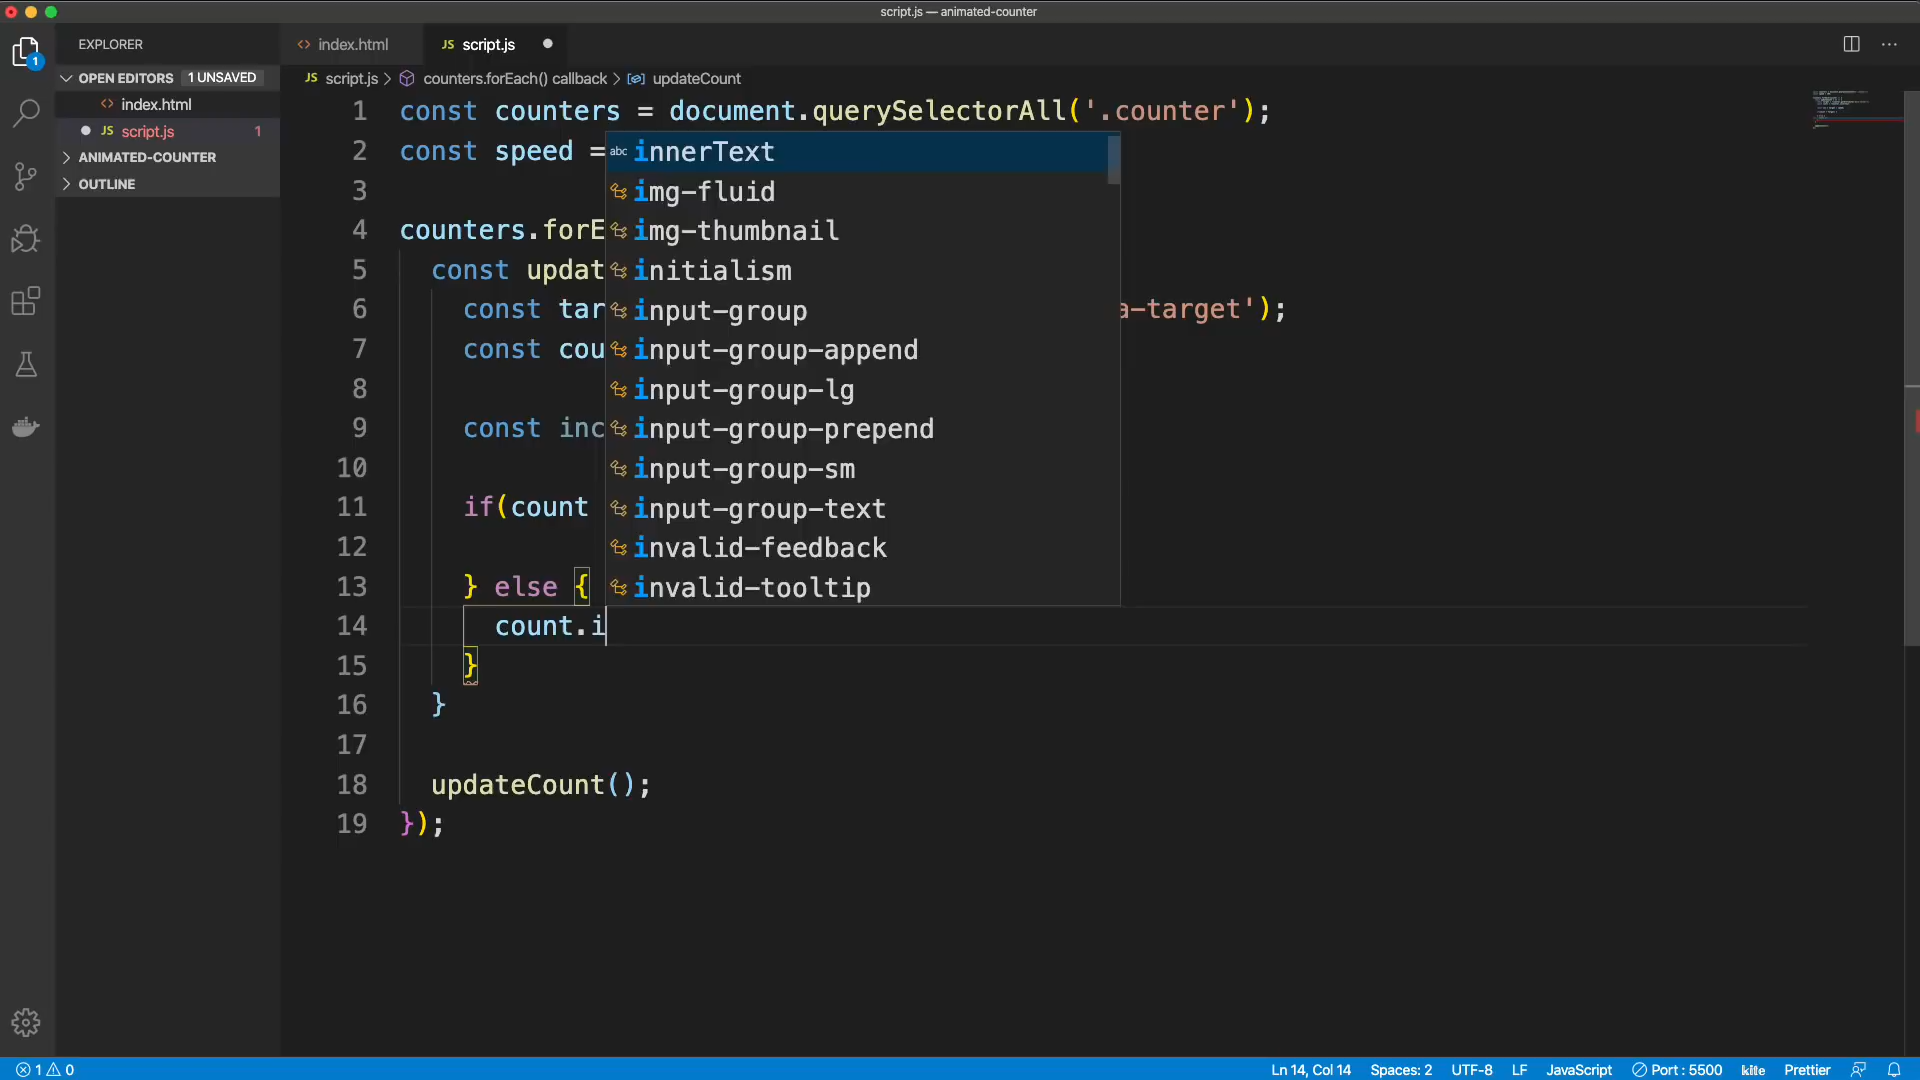 script.js — animated-counter
EXPLORER
index.html
JS script.js
OPEN EDITORS 1 UNSAVED
JS script.js > counters.forEach() callback > updateCount
index.html
JS script.js 1
ANIMATED-COUNTER
OUTLINE
1
1 const counters = document.querySelectorAll('.counter');
2 const speed =
3
4 counters.forE
5 const updat
6 const tar a-target');
7 const cou
8
9 const inc
10
11 if(count
12
13 } else {
14 count.i
15 }
16 }
17
18 updateCount();
19 });
abc innerText
img-fluid
img-thumbnail
initialism
input-group
input-group-append
input-group-lg
input-group-prepend
input-group-sm
input-group-text
invalid-feedback
invalid-tooltip
1 0 Ln 14, Col 14 Spaces: 2 UTF-8 LF JavaScript Port : 5500 kite Prettier